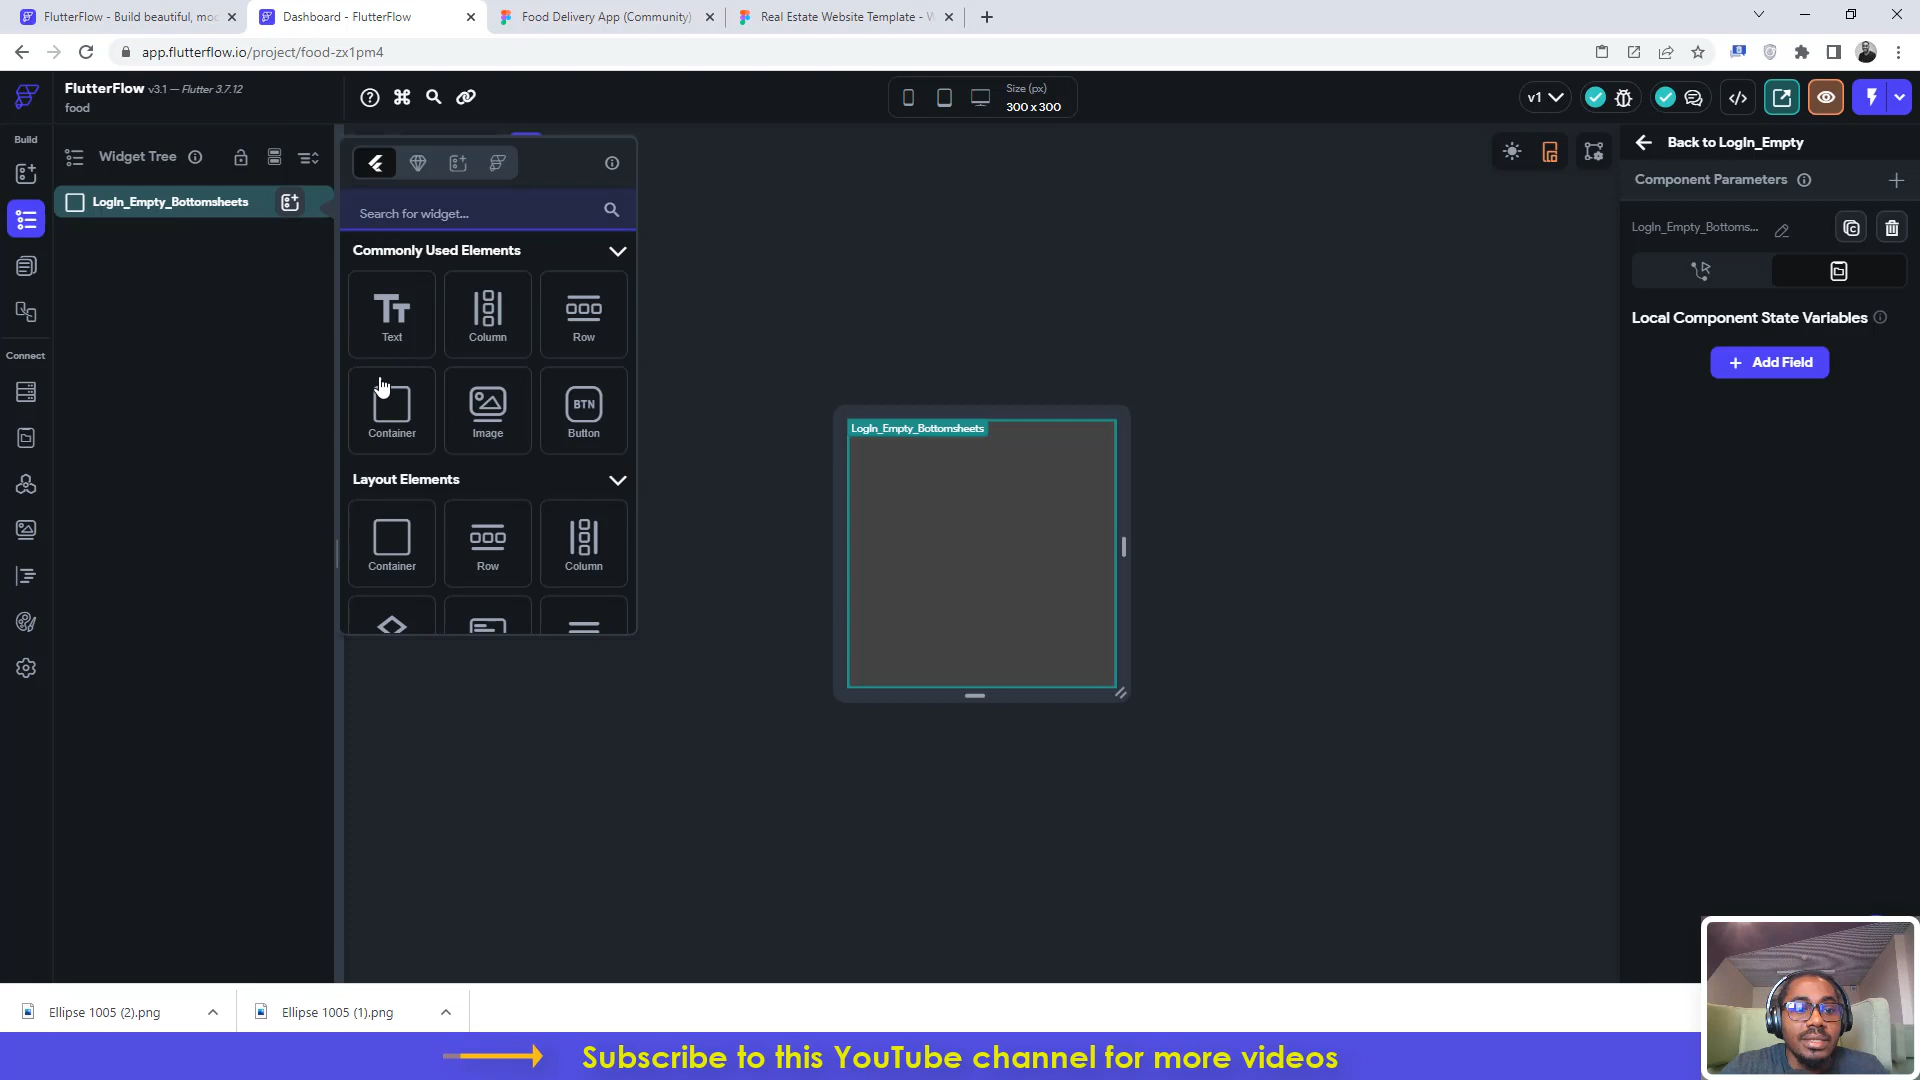 FlutterFlow - Build beautiful, mo
Dashboard - FlutterFlow
Food Delivery App (Community)
Real Estate Website Template - W
app.flutterflow.io/project/food-zx1pm4
FlutterFlow v3.1 — Flutter 3.7.12
food
Size (px)
300 x 300
v1
Build
Widget Tree
Back to LogIn_Empty
Component Parameters
LogIn_Empty_Bottomsheets
Search for widget...
LogIn_Empty_Bottoms...
Commonly Used Elements
Text
Column
Row
Local Component State Variables
Connect
Add Field
BTN
Container
Image
Button
LogIn_Empty_Bottomsheets
Layout Elements
Container
Row
Column
Ellipse 1005 (2).png
Ellipse 1005 (1).png
Subscribe to this YouTube channel for more videos